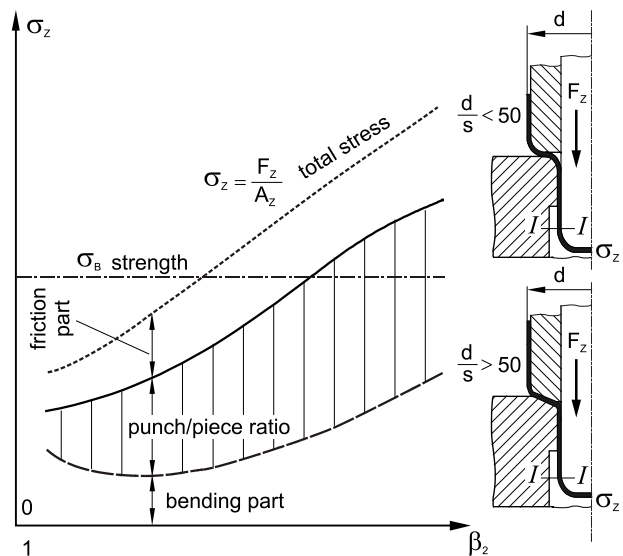 σz
d
Fz
d/s < 50
σz = Fz/Az total stress
I I
σz
σB strength
d
friction part
Fz
d/s > 50
punch/piece ratio
I I
bending part
σz
0
1
β2